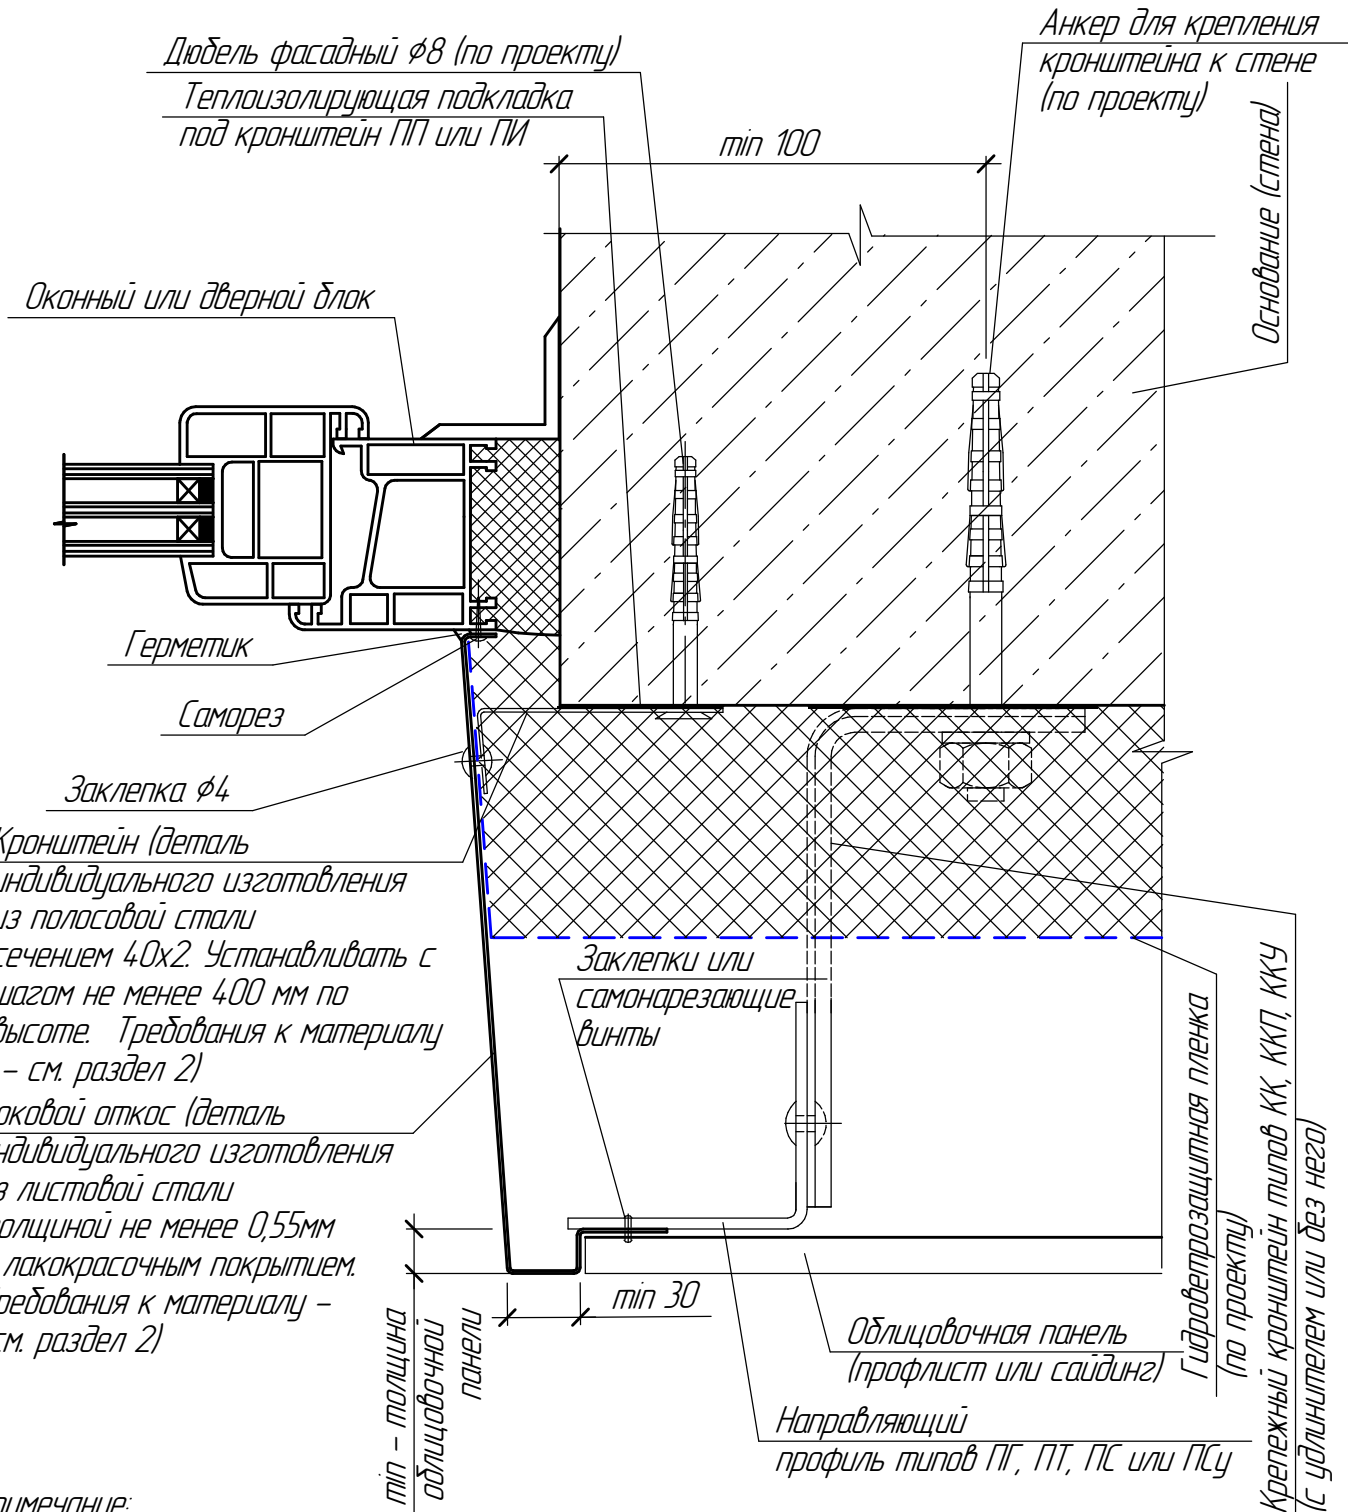 Дюбель фасадный ϕ8 (по проекту)
Теплоизолирующая подкладка
под кронштейн ПП или ПИ
Анкер для крепления
кронштейна к стене
(по проекту)
min 100
Основание (стена)
Оконный или дверной блок
Герметик
Саморез
Заклепка ϕ4
Кронштейн (деталь
индивидуального изготовления
из полосовой стали
сечением 40х2. Устанавливать с
шагом не менее 400 мм по
высоте. Требования к материалу
– см. раздел 2)
оковой откос (деталь
ндивидуального изготовления
з листовой стали
олщиной не менее 0,55мм
лакокрасочным покрытием.
ребования к материалу –
см. раздел 2)
Заклепки или
самонарезающие
винты
min 30
min – толщина
облицовочной
панели
Облицовочная панель
(профлист или сайдинг)
Направляющий
профиль типов ПГ, ПТ, ПС или ПСу
Гидроветрозащитная пленка
(по проекту)
Крепежный кронштейн типов КК, ККП, ККУ
(с удлинителем или без него)
римечание: